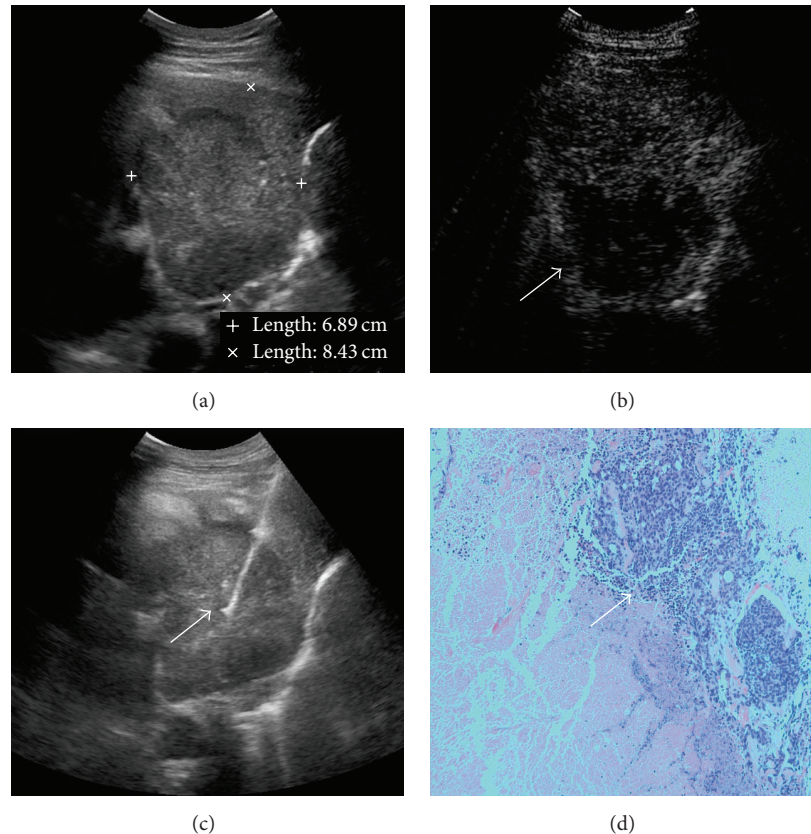 + Length: 6.89 cm
× Length: 8.43 cm
(a)
(b)
(c)
(d)